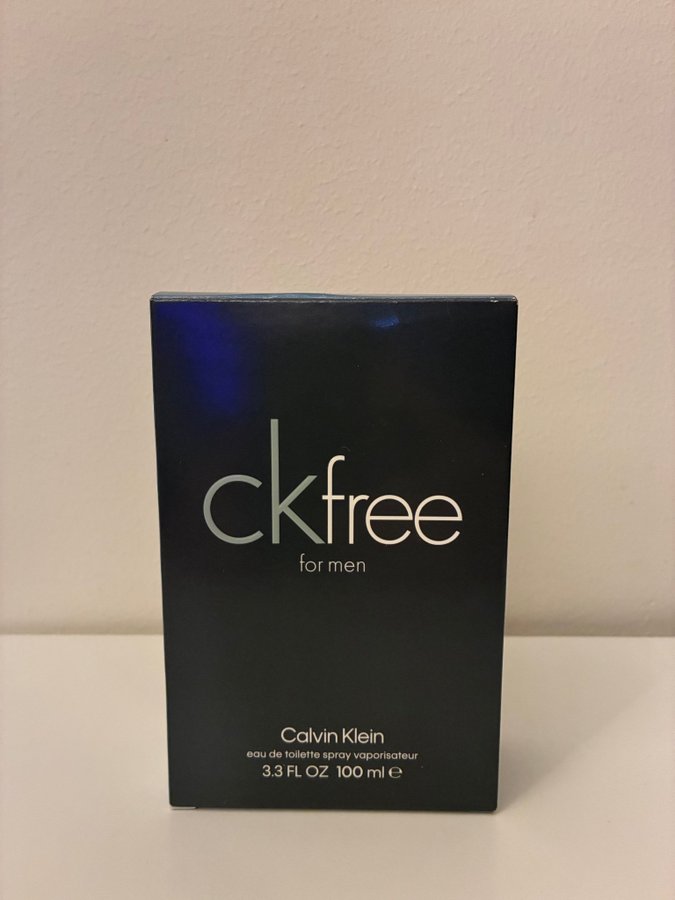 ckfree
for men
Calvin Klein
eau de toilette spray vaporisateur
3.3 FL OZ 100 ml ℮